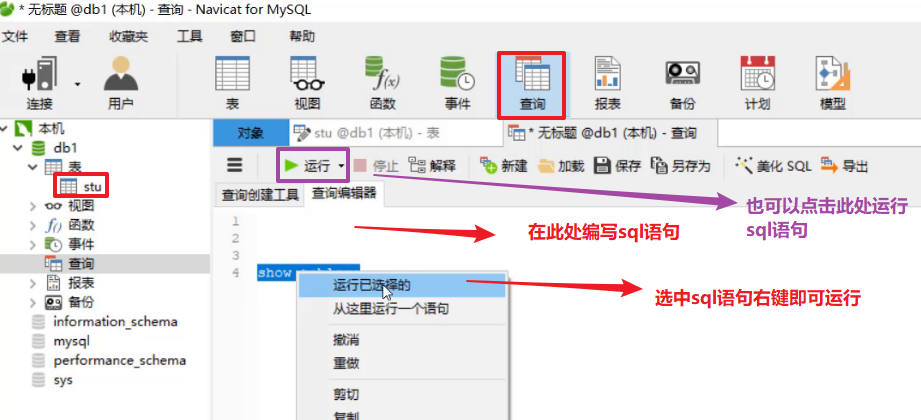 * 无标题 @db1 (本机) - 查询 - Navicat for MySQL
文件 查看 收藏夹 工具 窗口 帮助
f(x)
连接 用户 表 视图 函数 事件 查询 报表 备份 计划 模型
本机
db1
表
stu
视图
f() 函数
事件
查询
报表
备份
information_schema
mysql
performance_schema
sys
对象 stu @db1 (本机) - 表 * 无标题 @db1 (本机) - 查询
运行 停止 解释 新建 加载 保存 另存为 美化 SQL 导出
查询创建工具 查询编辑器
1
2
3
4 show
在此处编写sql语句
也可以点击此处运行
sql语句
选中sql语句右键即可运行
运行已选择的
从这里运行一个语句
撤消
重做
剪切
复制